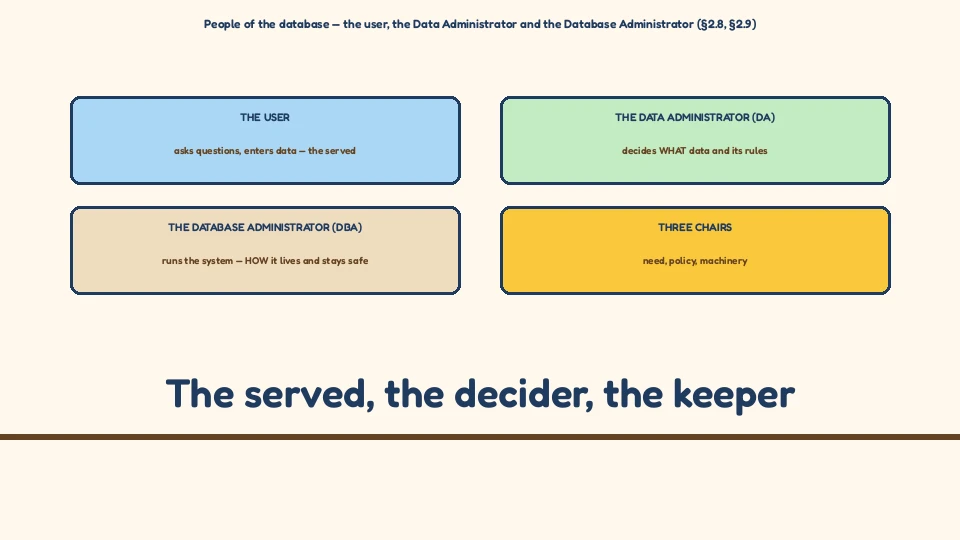 People of the database — the user, the Data Administrator and the Database Administrator (§2.8, §2.9)
THE USER
asks questions, enters data — the served
THE DATA ADMINISTRATOR (DA)
decides WHAT data and its rules
THE DATABASE ADMINISTRATOR (DBA)
runs the system — HOW it lives and stays safe
THREE CHAIRS
need, policy, machinery
The served, the decider, the keeper